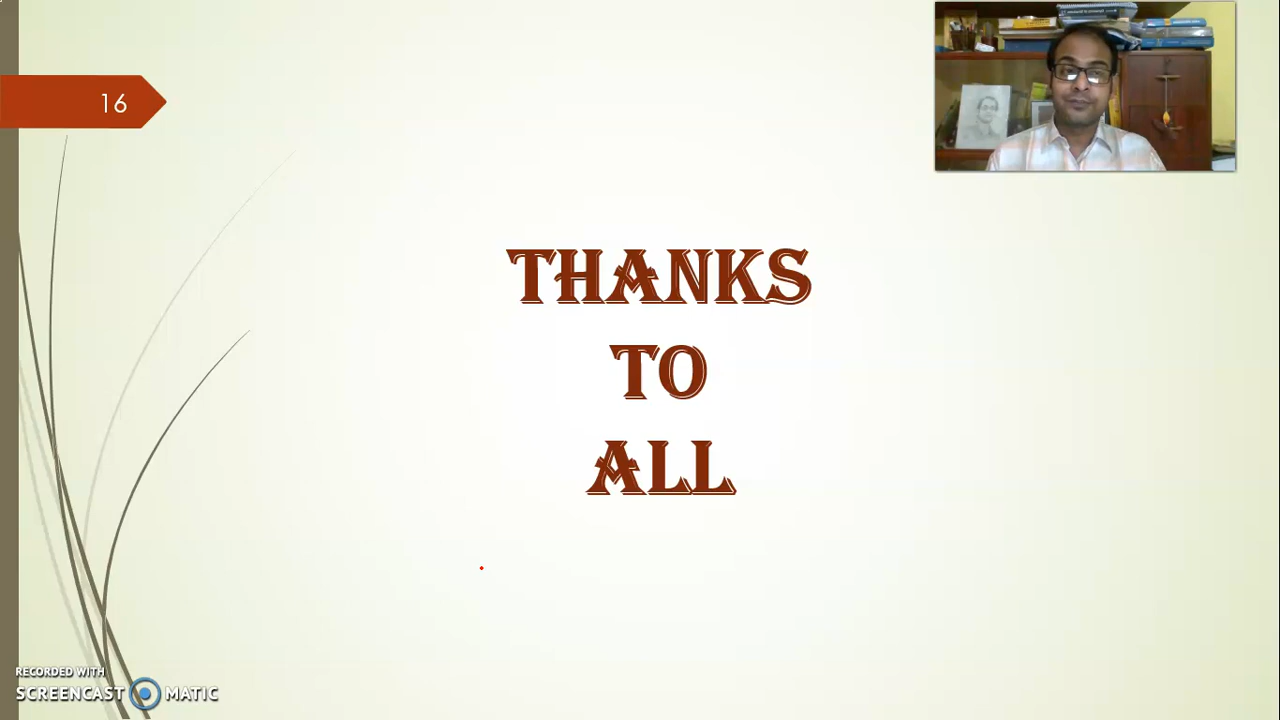 16
THANKS
TO
ALL
RECORDED WITH
SCREENCAST MATIC